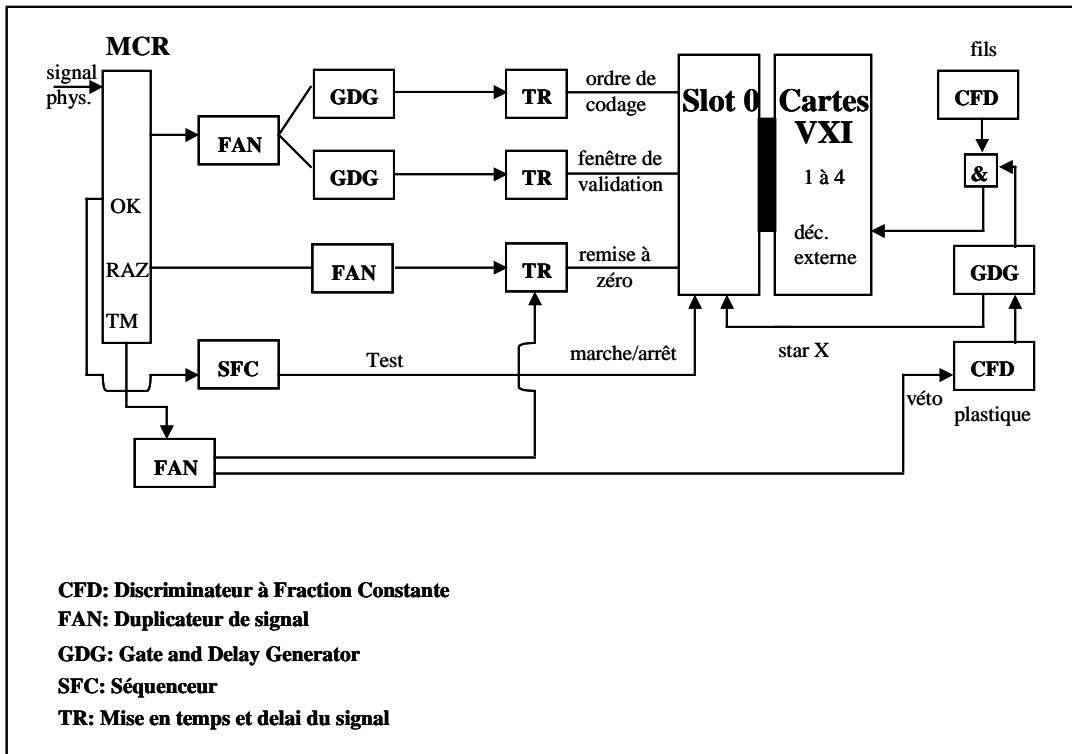 MCR
signal
phys.
OK
RAZ
TM
FAN
GDG
GDG
TR
TR
ordre de
codage
fenêtre de
validation
FAN
TR
remise à
zéro
SFC
Test
marche/arrêt
FAN
Slot 0
Cartes
VXI
1 à 4
déc.
externe
fils
CFD
&
GDG
star X
CFD
véto
plastique
CFD: Discriminateur à Fraction Constante
FAN: Duplicateur de signal
GDG: Gate and Delay Generator
SFC: Séquenceur
TR: Mise en temps et delai du signal